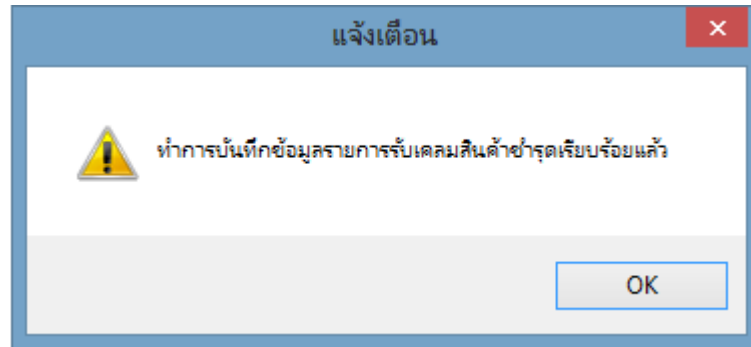 แจ้งเตือน
ทำการบันทึกข้อมูลรายการรับเคลมสินค้าชำรุดเรียบร้อยแล้ว
OK